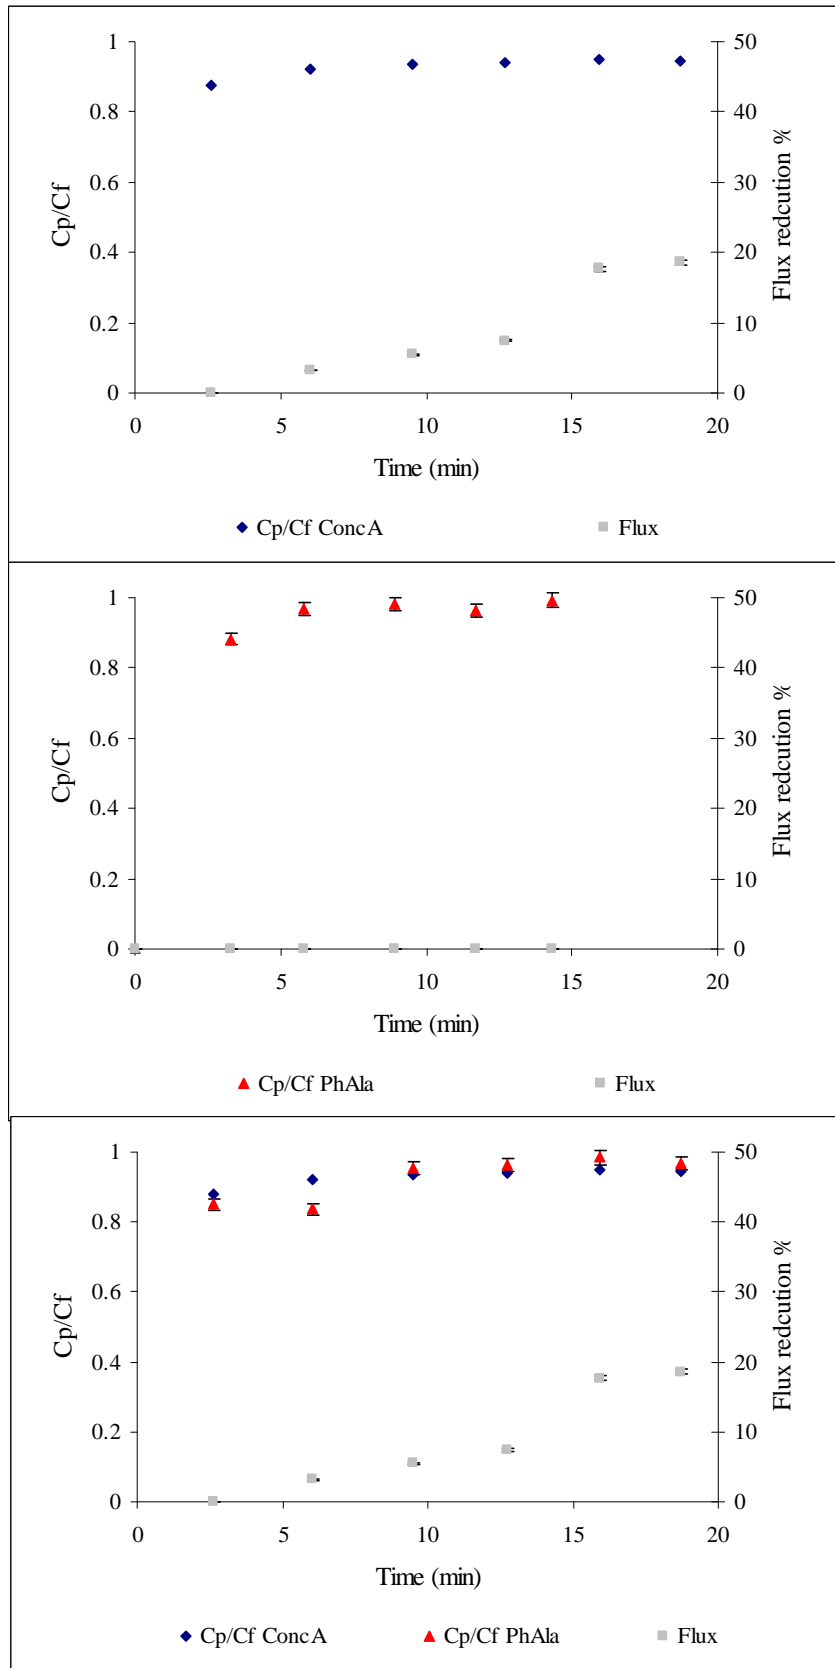 1
0.8
0.6
0.4
0.2
0
Cp/Cf
50
40
30
20
10
0
Flux redcution %
0 5 10 15 20
Time (min)
Cp/Cf ConcA Flux
1
0.8
0.6
0.4
0.2
0
Cp/Cf
50
40
30
20
10
0
Flux redcution %
0 5 10 15 20
Time (min)
Cp/Cf PhAla Flux
1
0.8
0.6
0.4
0.2
0
Cp/Cf
50
40
30
20
10
0
Flux redcution %
0 5 10 15 20
Time (min)
Cp/Cf ConcA Cp/Cf PhAla Flux